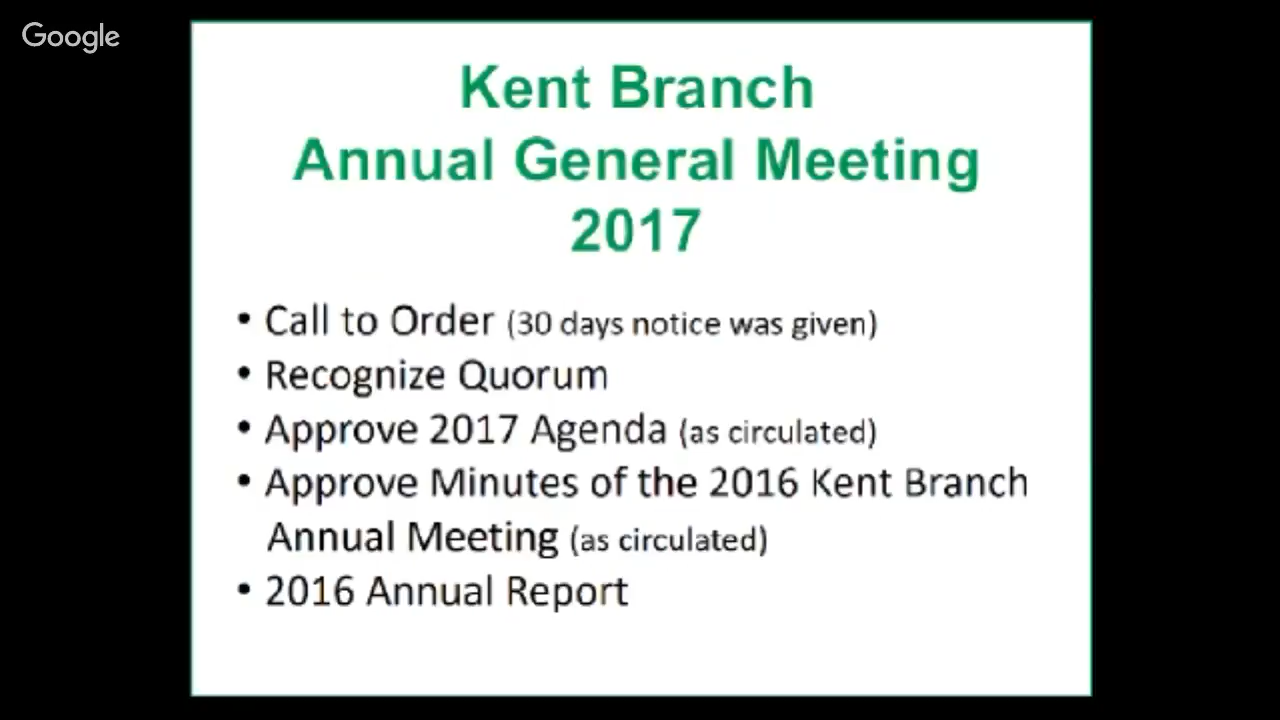 Google
Kent Branch
Annual General Meeting
2017
• Call to Order (30 days notice was given)
• Recognize Quorum
• Approve 2017 Agenda (as circulated)
• Approve Minutes of the 2016 Kent Branch
Annual Meeting (as circulated)
• 2016 Annual Report